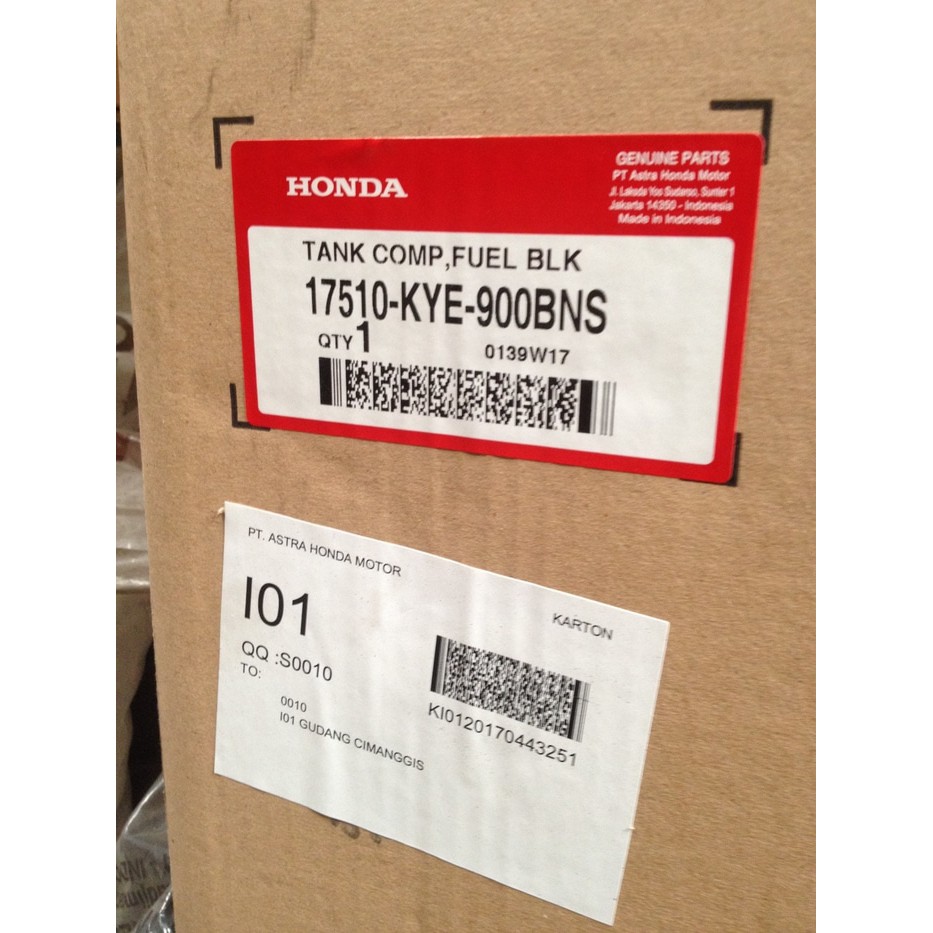 HONDA
GENUINE PARTS
PT Astra Honda Motor
Jl. Laksda Yos Sudarso, Sunter 1
Jakarta 14350 - Indonesia
Made in Indonesia
TANK COMP,FUEL BLK
17510-KYE-900BNS
QTY 1
0139W17
PT. ASTRA HONDA MOTOR
I01
KARTON
QQ :S0010
TO:
0010
I01 GUDANG CIMANGGIS
KI0120170443251